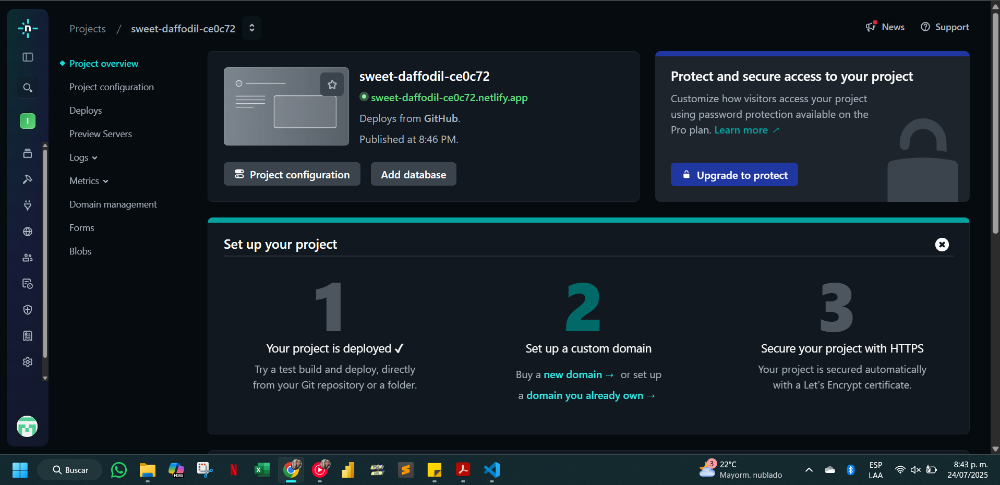 Projects / sweet-daffodil-ce0c72
News
Support
Project overview
Project configuration
Deploys
Preview Servers
Logs
Metrics
Domain management
Forms
Blobs
sweet-daffodil-ce0c72
sweet-daffodil-ce0c72.netlify.app
Deploys from GitHub.
Published at 8:46 PM.
Project configuration
Add database
Protect and secure access to your project
Customize how visitors access your project
using password protection available on the
Pro plan. Learn more ↗
Upgrade to protect
Set up your project
1
Your project is deployed ✓
Try a test build and deploy, directly
from your Git repository or a folder.
2
Set up a custom domain
Buy a new domain → or set up
a domain you already own →
3
Secure your project with HTTPS
Your project is secured automatically
with a Let's Encrypt certificate.
n
I
Buscar
M365
N
X
S
3
22°C
Mayorm. nublado
ESP
LAA
8:43 p. m.
24/07/2025